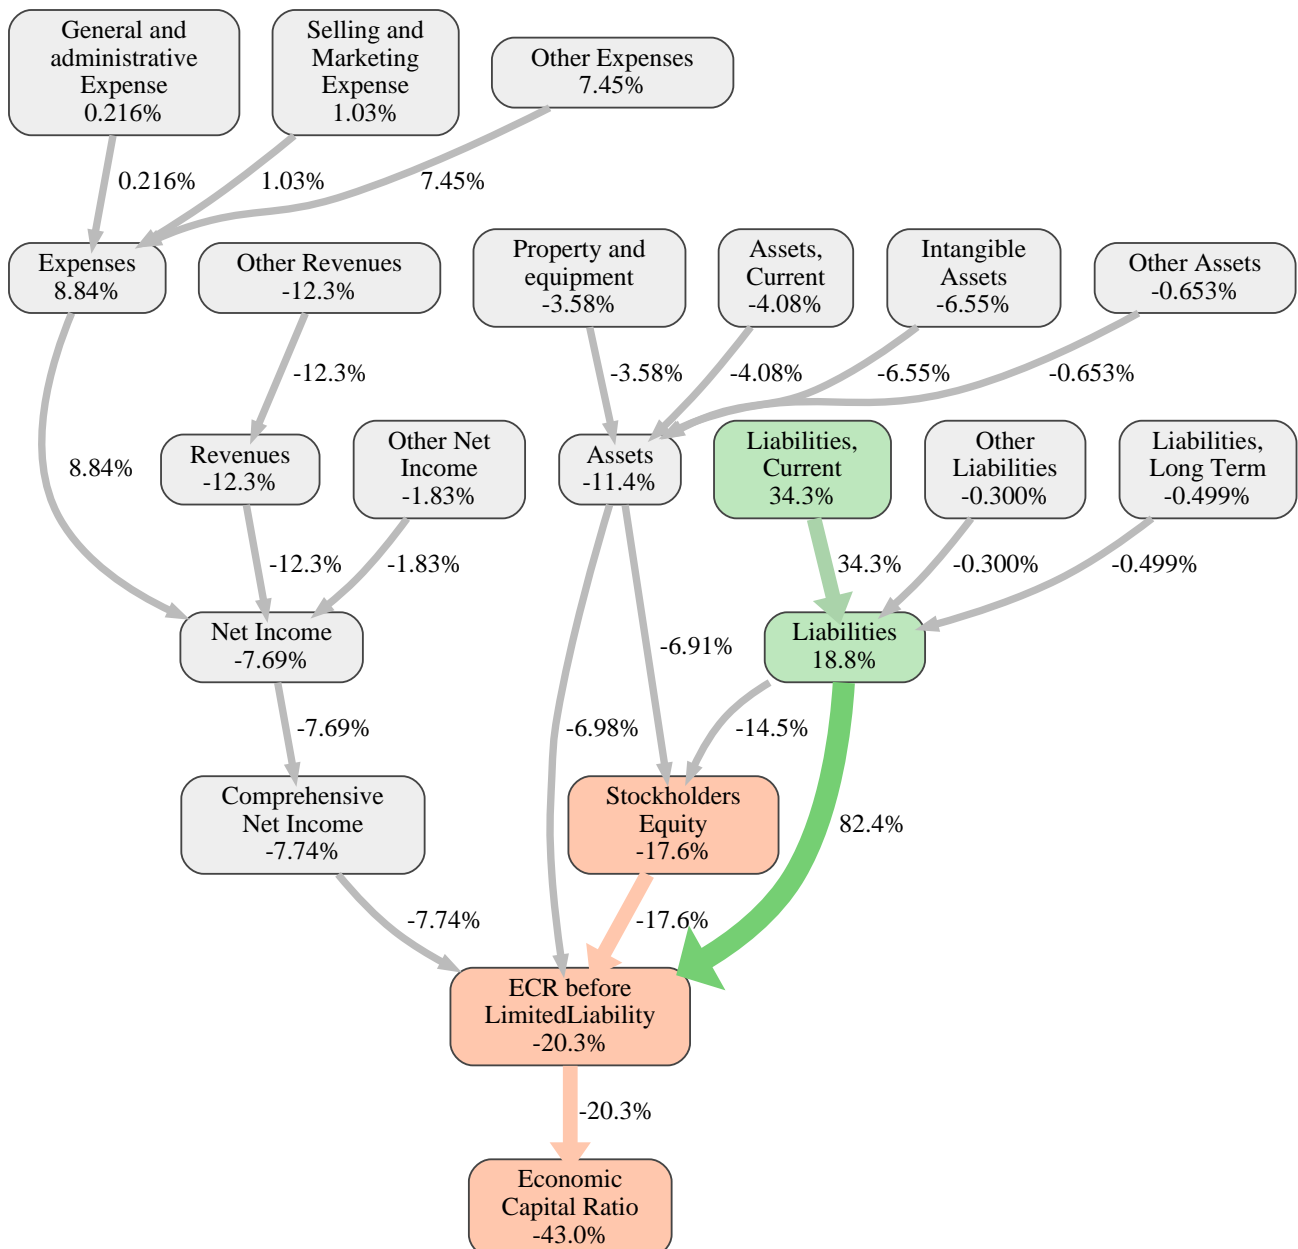 General and
administrative
Expense
0.216%
Selling and
Marketing
Expense
1.03%
Other Expenses
7.45%
0.216%
1.03%
7.45%
Expenses
8.84%
Other Revenues
-12.3%
Property and
equipment
-3.58%
Assets,
Current
-4.08%
Intangible
Assets
-6.55%
Other Assets
-0.653%
-12.3%
-3.58%
-4.08%
-6.55%
-0.653%
8.84%
Revenues
-12.3%
Other Net
Income
-1.83%
Assets
-11.4%
Liabilities,
Current
34.3%
Other
Liabilities
-0.300%
Liabilities,
Long Term
-0.499%
-12.3%
-1.83%
34.3%
-0.300%
-0.499%
Net Income
-7.69%
-6.91%
Liabilities
18.8%
-7.69%
-6.98%
-14.5%
Comprehensive
Net Income
-7.74%
Stockholders
Equity
-17.6%
82.4%
-7.74%
-17.6%
ECR before
LimitedLiability
-20.3%
-20.3%
Economic
Capital Ratio
-43.0%